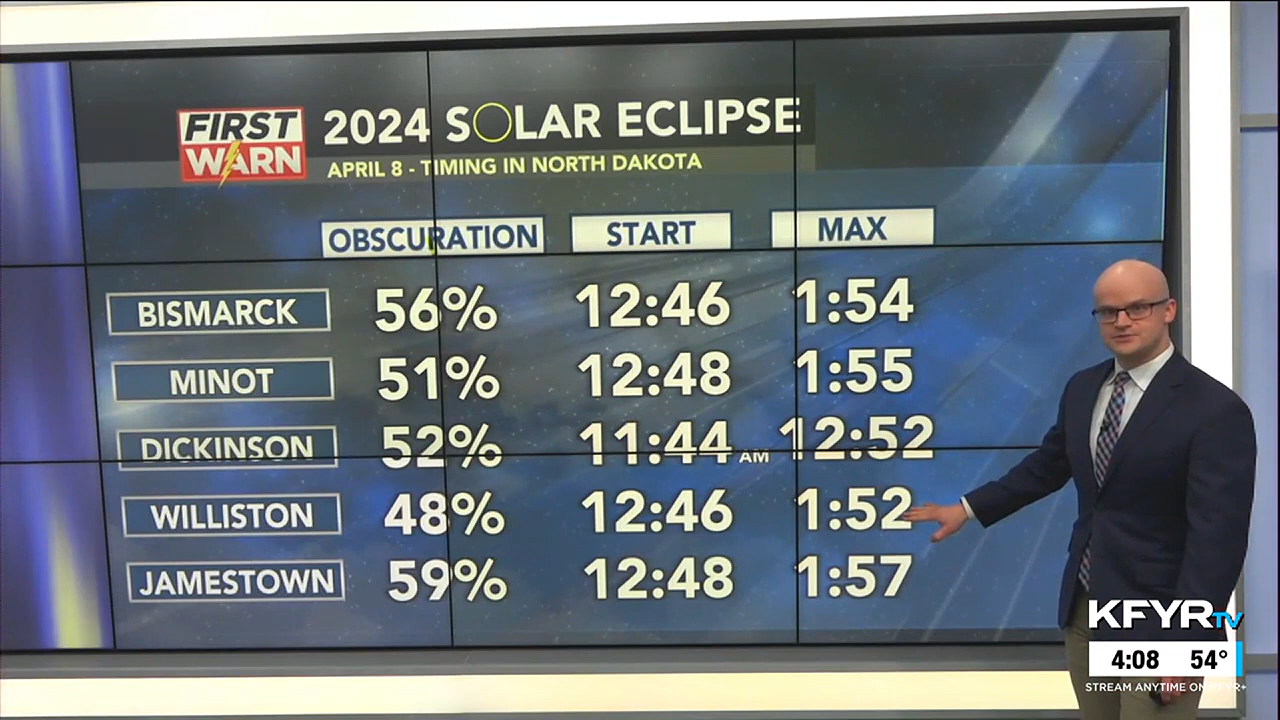 FIRST WARN
2024 SOLAR ECLIPSE
APRIL 8 - TIMING IN NORTH DAKOTA
OBSCURATION START MAX
BISMARCK 56% 12:46 1:54
MINOT 51% 12:48 1:55
DICKINSON 52% 11:44 AM 12:52
WILLISTON 48% 12:46 1:52
JAMESTOWN 59% 12:48 1:57
KFYR TV
4:08 54°
STREAM ANYTIME ON KFYR+